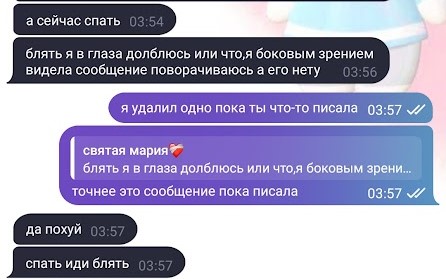 а сейчас спать 03:54
блять я в глаза долблюсь или что,я боковым зрением
видела сообщение поворачиваюсь а его нету 03:56
я удалил одно пока ты что-то писала 03:57
святая мария❤️‍🩹
блять я в глаза долблюсь или что,я боковым зрени...
точнее это сообщение пока писала 03:57
да похуй 03:57
спать иди блять 03:57